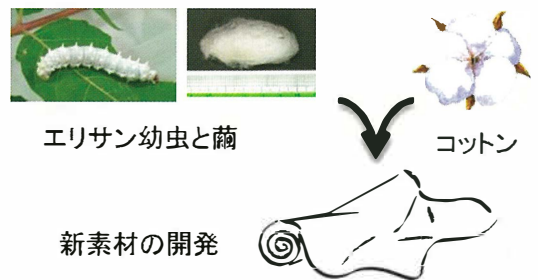 エリサン幼虫と繭
コットン
新素材の開発